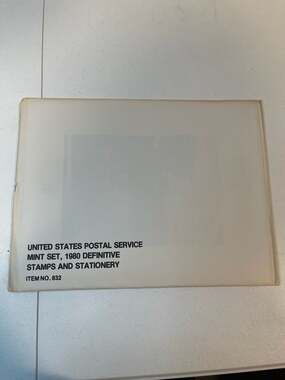 UNITED STATES POSTAL SERVICE
MINT SET, 1980 DEFINITIVE
STAMPS AND STATIONERY
ITEM NO. 832